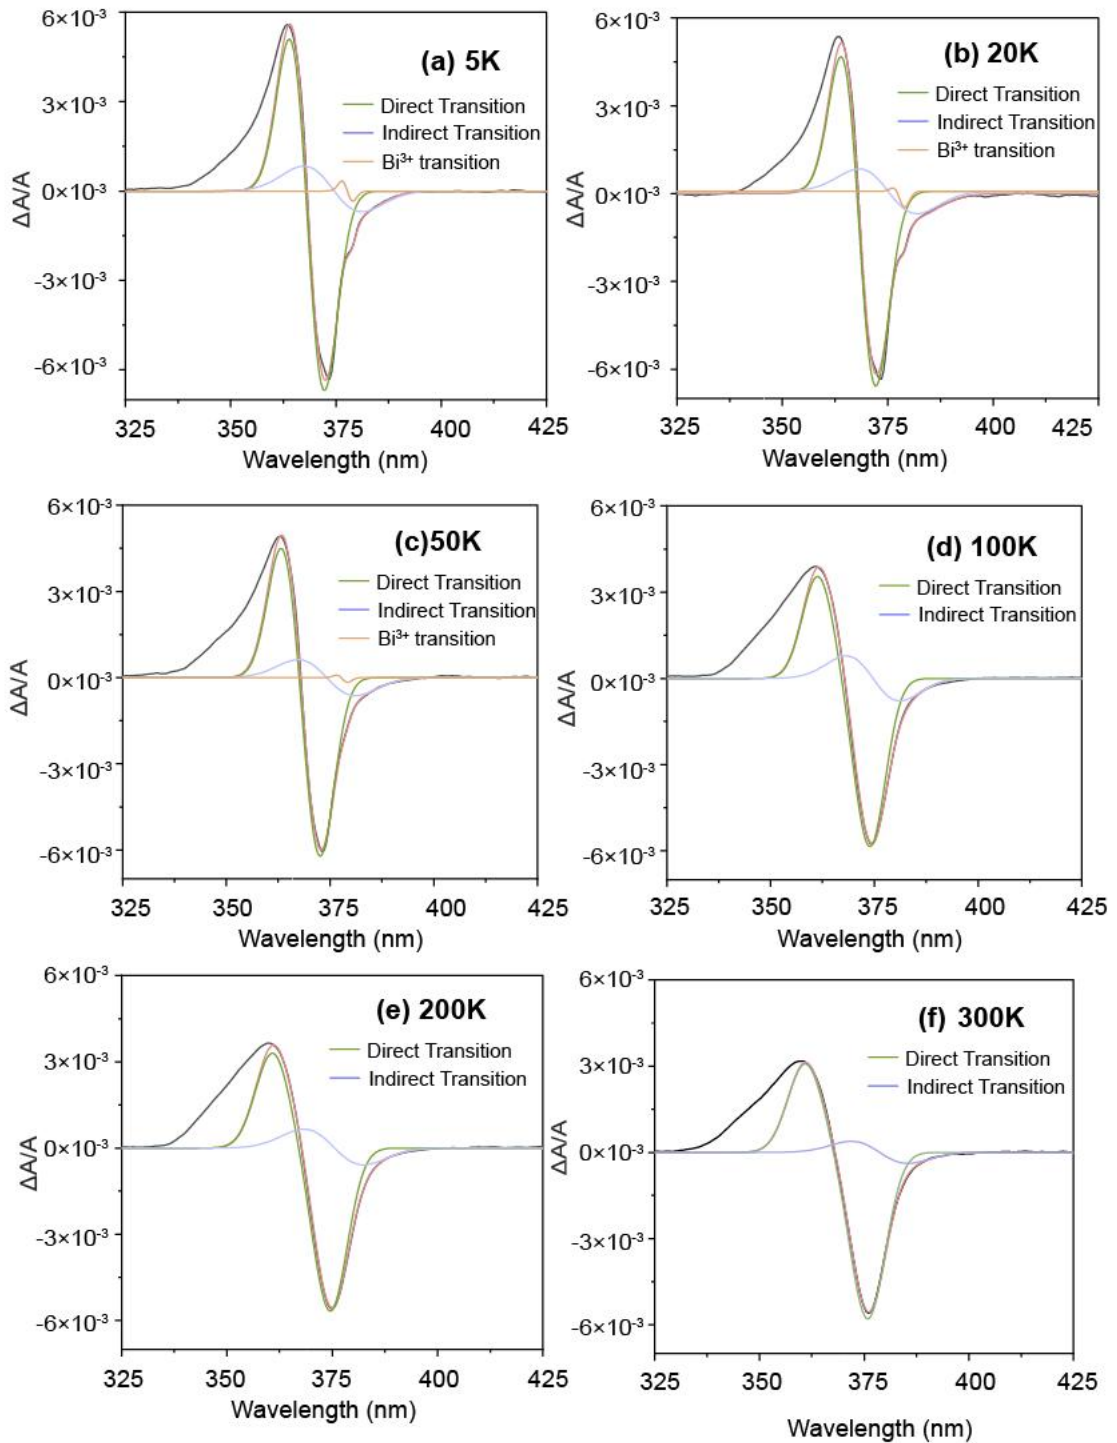 (a) 5K
Direct Transition
Indirect Transition
Bi³⁺ transition
6×10⁻³
3×10⁻³
0×10⁻³
-3×10⁻³
-6×10⁻³
ΔA/A
325 350 375 400 425
Wavelength (nm)
(b) 20K
Direct Transition
Indirect Transition
Bi³⁺ transition
6×10⁻³
3×10⁻³
0×10⁻³
-3×10⁻³
-6×10⁻³
ΔA/A
325 350 375 400 425
Wavelength (nm)
(c)50K
Direct Transition
Indirect Transition
Bi³⁺ transition
6×10⁻³
3×10⁻³
0×10⁻³
-3×10⁻³
-6×10⁻³
ΔA/A
325 350 375 400 425
Wavelength (nm)
(d) 100K
Direct Transition
Indirect Transition
6×10⁻³
3×10⁻³
0×10⁻³
-3×10⁻³
-6×10⁻³
ΔA/A
325 350 375 400 425
Wavelength (nm)
(e) 200K
Direct Transition
Indirect Transition
6×10⁻³
3×10⁻³
0×10⁻³
-3×10⁻³
-6×10⁻³
ΔA/A
325 350 375 400 425
Wavelength (nm)
(f) 300K
Direct Transition
Indirect Transition
6×10⁻³
3×10⁻³
0×10⁻³
-3×10⁻³
-6×10⁻³
ΔA/A
325 350 375 400 425
Wavelength (nm)